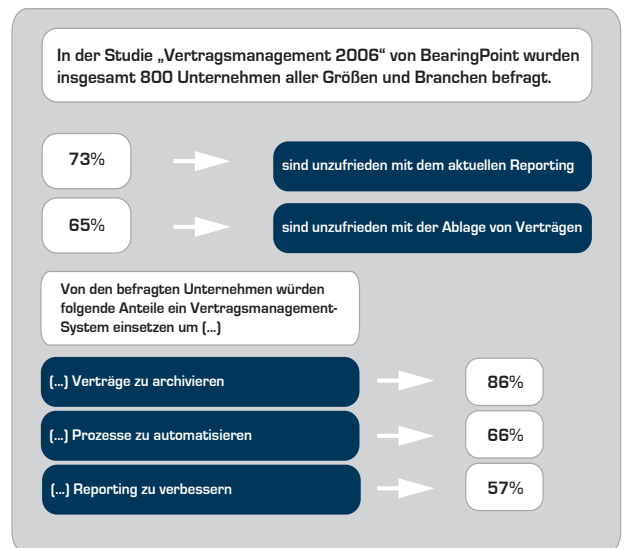 In der Studie „Vertragsmanagement 2006“ von BearingPoint wurden
insgesamt 800 Unternehmen aller Größen und Branchen befragt.
73%
sind unzufrieden mit dem aktuellen Reporting
65%
sind unzufrieden mit der Ablage von Verträgen
Von den befragten Unternehmen würden
folgende Anteile ein Vertragsmanagement-
System einsetzen um (...)
(...) Verträge zu archivieren
86%
(...) Prozesse zu automatisieren
66%
(...) Reporting zu verbessern
57%